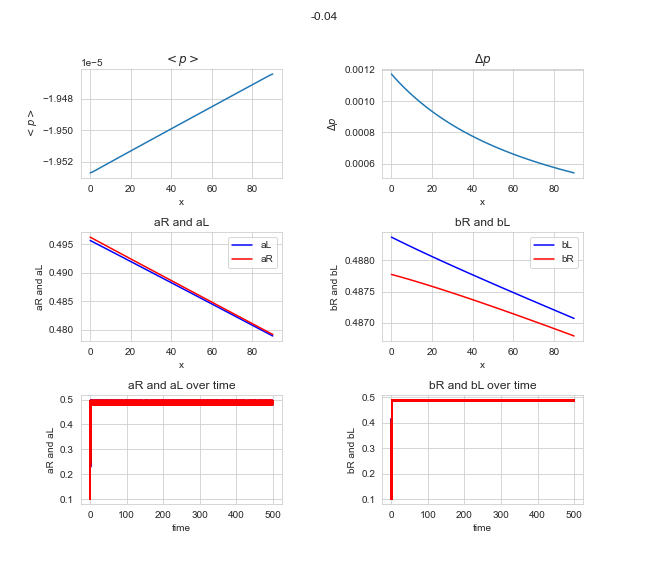 -0.04
< p >
Δp
1e−5
−1.948
−1.950
−1.952
< p >
0 20 40 60 80
x
0.0012
0.0010
0.0008
0.0006
Δp
0 20 40 60 80
x
aR and aL
bR and bL
0.495
0.490
0.485
0.480
aR and aL
aL
aR
0 20 40 60 80
x
0.4880
0.4875
0.4870
bR and bL
bL
bR
0 20 40 60 80
x
aR and aL over time
bR and bL over time
0.5
0.4
0.3
0.2
0.1
aR and aL
0 100 200 300 400 500
time
0.5
0.4
0.3
0.2
0.1
bR and bL
0 100 200 300 400 500
time